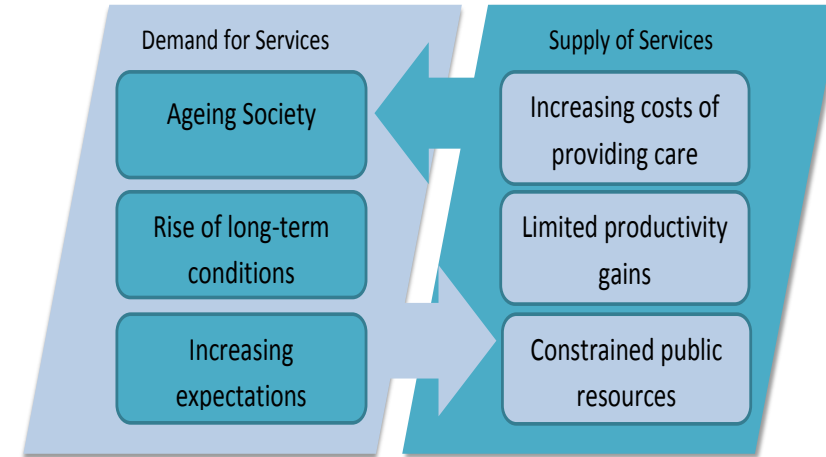 Demand for Services
Ageing Society
Rise of long-term
conditions
Increasing
expectations
Supply of Services
Increasing costs of
providing care
Limited productivity
gains
Constrained public
resources